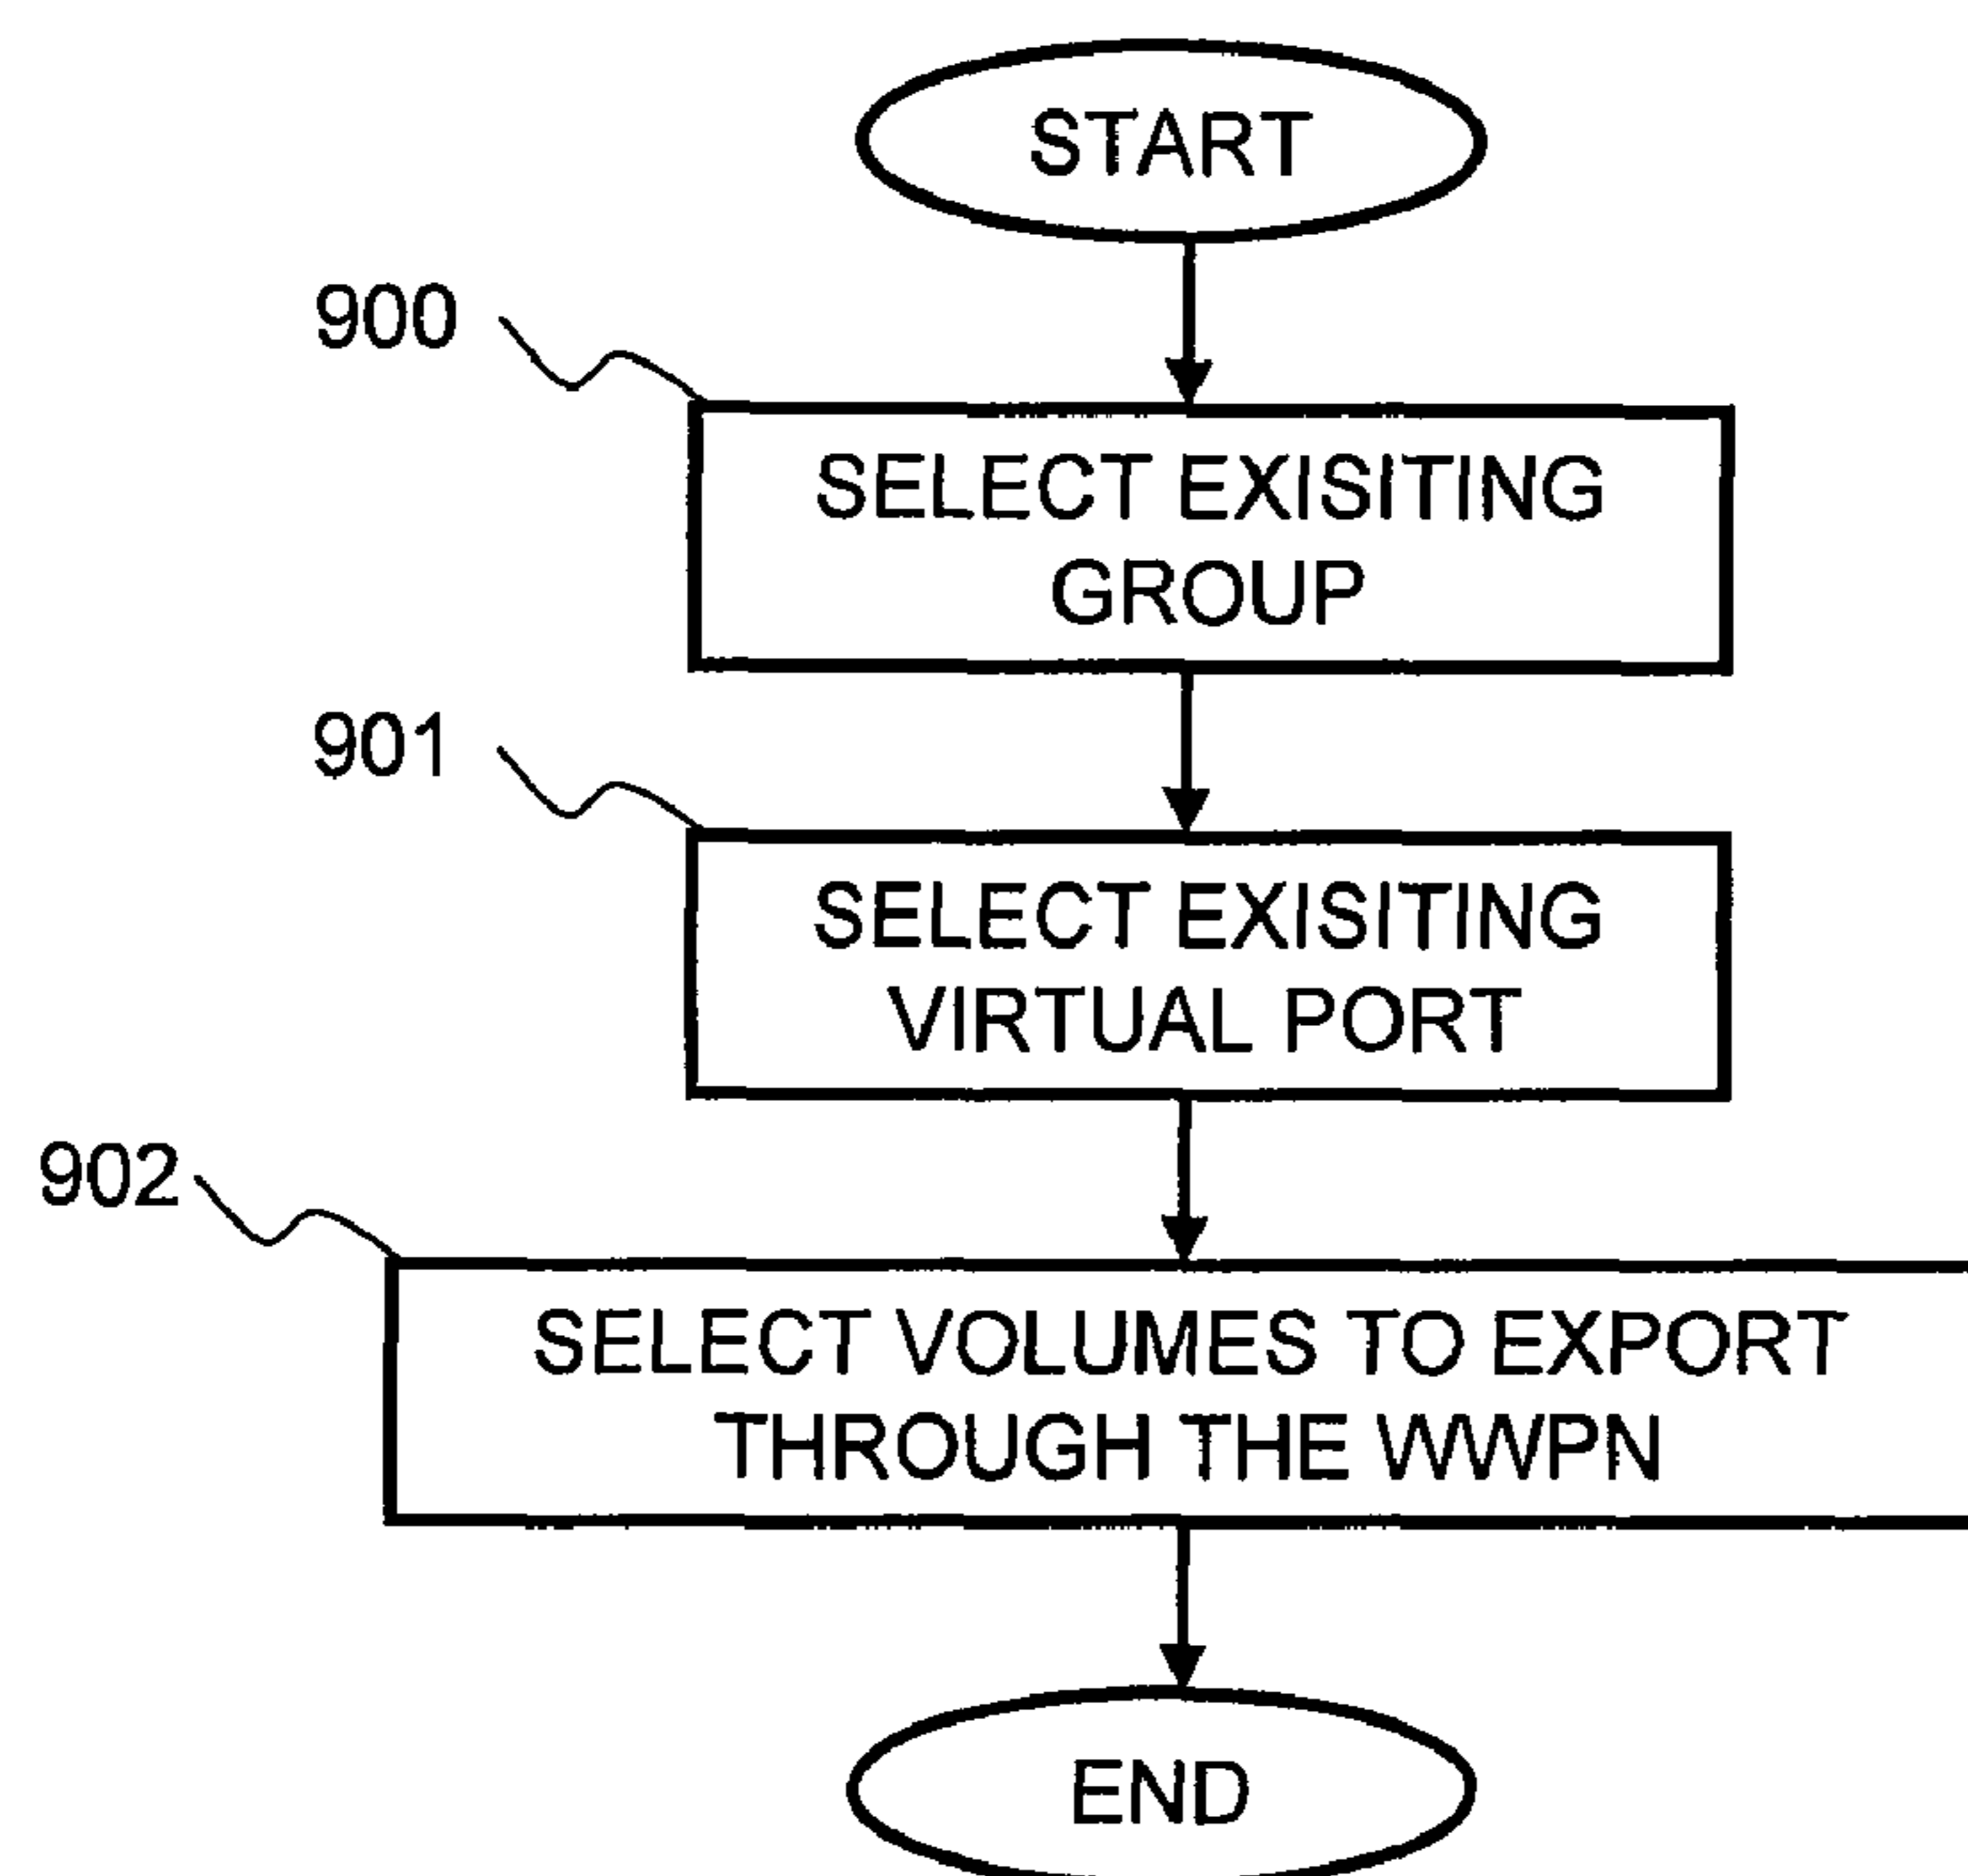 START
900
SELECT EXISITING
GROUP
901
SELECT EXISITING
VIRTUAL PORT
902
SELECT VOLUMES TO EXPORT
THROUGH THE WWPN
END